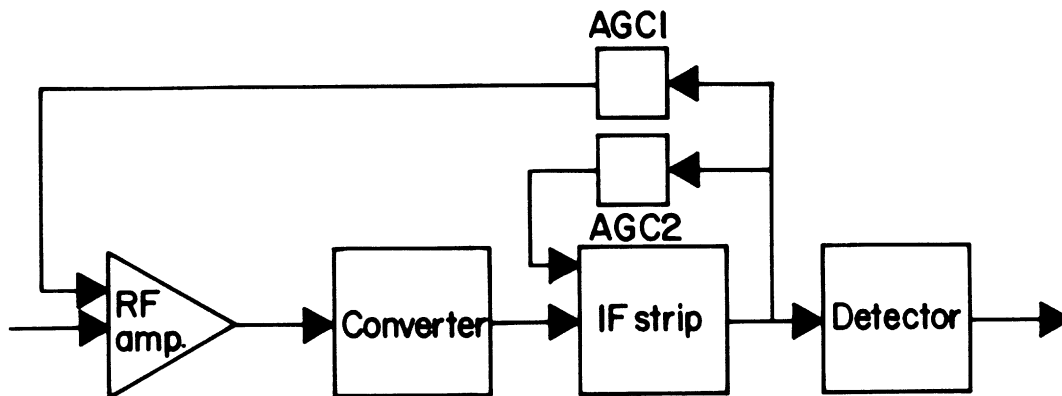 AGC1
AGC2
RF
amp.
Converter
IF strip
Detector